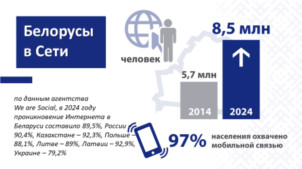 Белорусы
в Сети
человек
8,5 млн
5,7 млн
2014
2024
по данным агентства
We are Social, в 2024 году
проникновение Интернета в
Беларуси составило 89,5%, России –
90,4%, Казахстане – 92,3%, Польше –
88,1%, Литве – 89%, Латвии – 92,9%,
Украине – 79,2%
97%
населения охвачено
мобильной связью